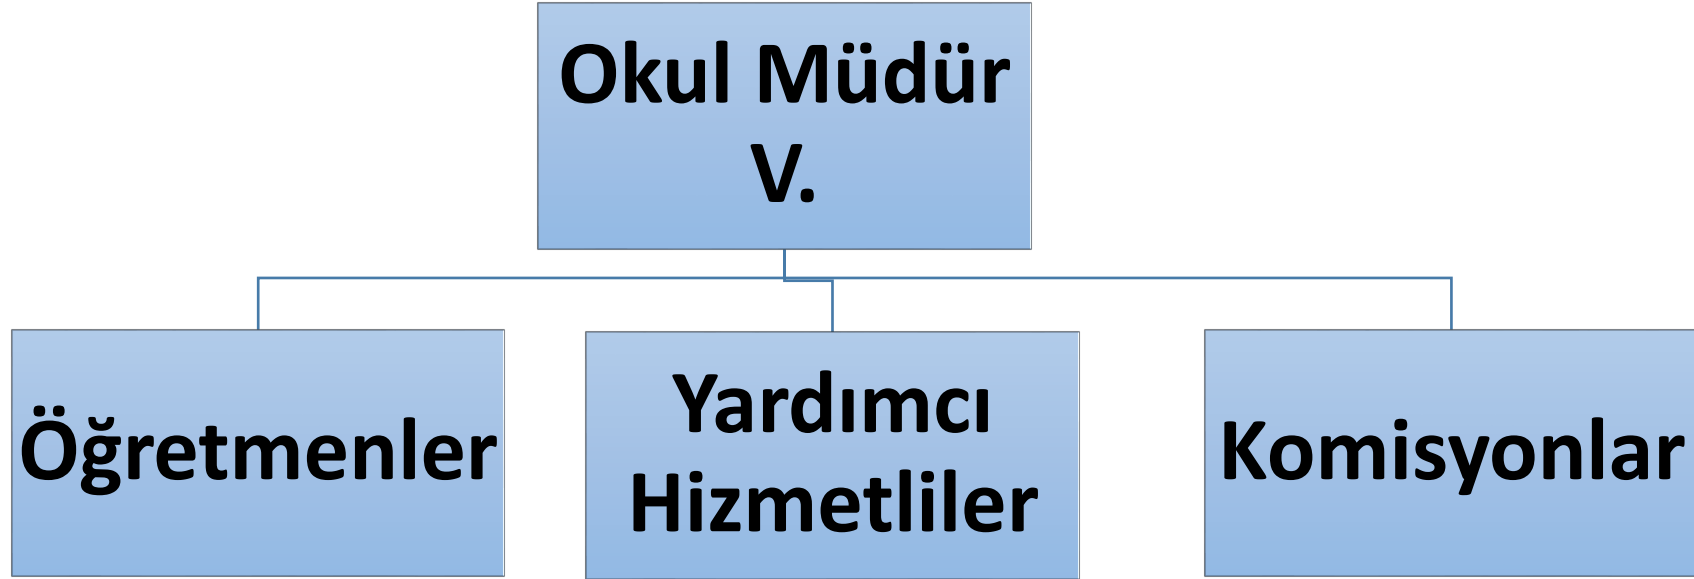 Okul Müdür
V.
Öğretmenler
Yardımcı
Hizmetliler
Komisyonlar